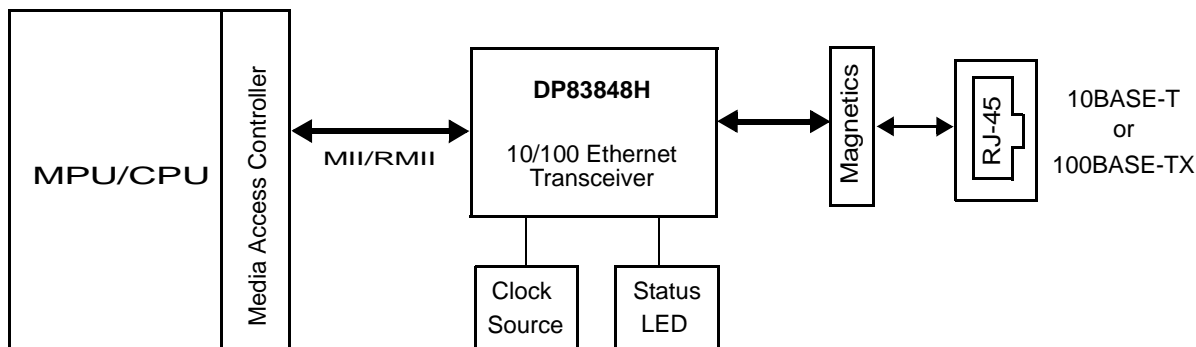 MPU/CPU
Media Access Controller
MII/RMII
DP83848H
10/100 Ethernet
Transceiver
Clock
Source
Status
LED
Magnetics
RJ-45
10BASE-T
or
100BASE-TX